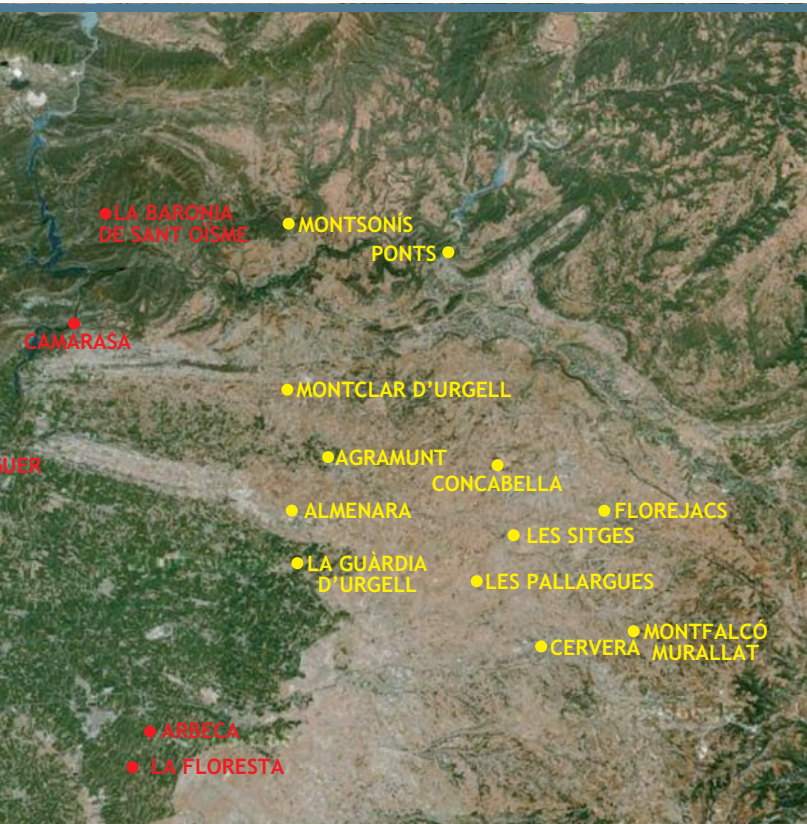 LA BARONIA
DE SANT OÏSME
MONTSONÍS
PONTS
CAMARASA
MONTCLAR D'URGELL
AGRAMUNT
GUER
CONCABELLA
ALMENARA
FLOREJACS
LES SITGES
LA GUÀRDIA
D'URGELL
LES PALLARGUES
MONTFALCÓ
MURALLAT
CERVERA
ARBECA
LA FLORESTA